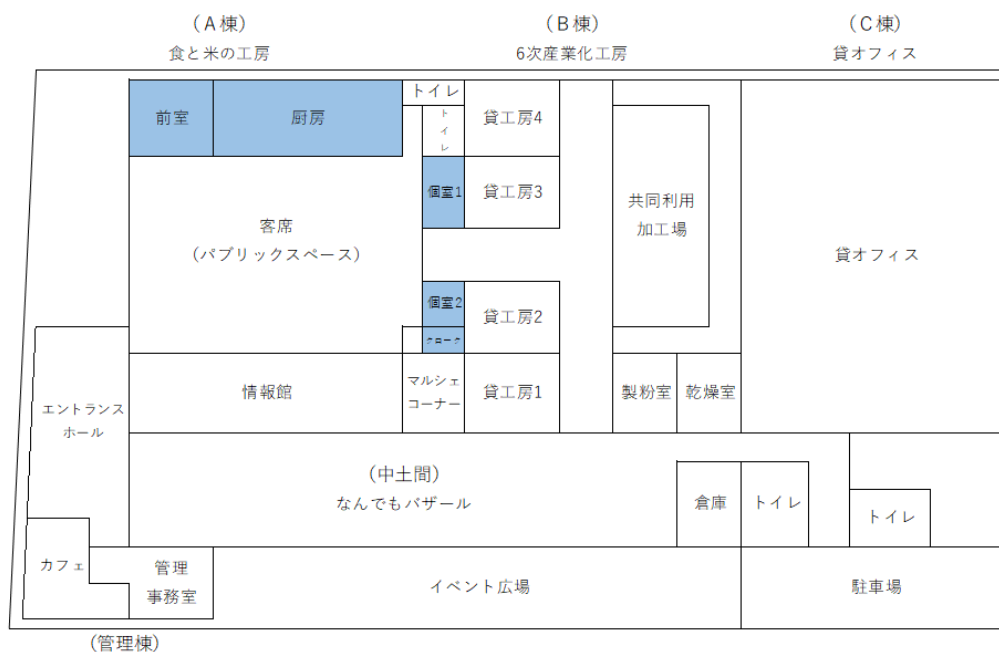 （A棟）
食と米の工房
（B棟）
6次産業化工房
（C棟）
貸オフィス
前室
厨房
トイレ
トイレ
貸工房4
個室1
貸工房3
共同利用
加工場
客席
（パブリックスペース）
貸オフィス
個室2
貸工房2
クローク
情報館
マルシェ
コーナー
貸工房1
製粉室
乾燥室
エントランス
ホール
（中土間）
なんでもバザール
倉庫
トイレ
トイレ
カフェ
管理
事務室
イベント広場
駐車場
（管理棟）